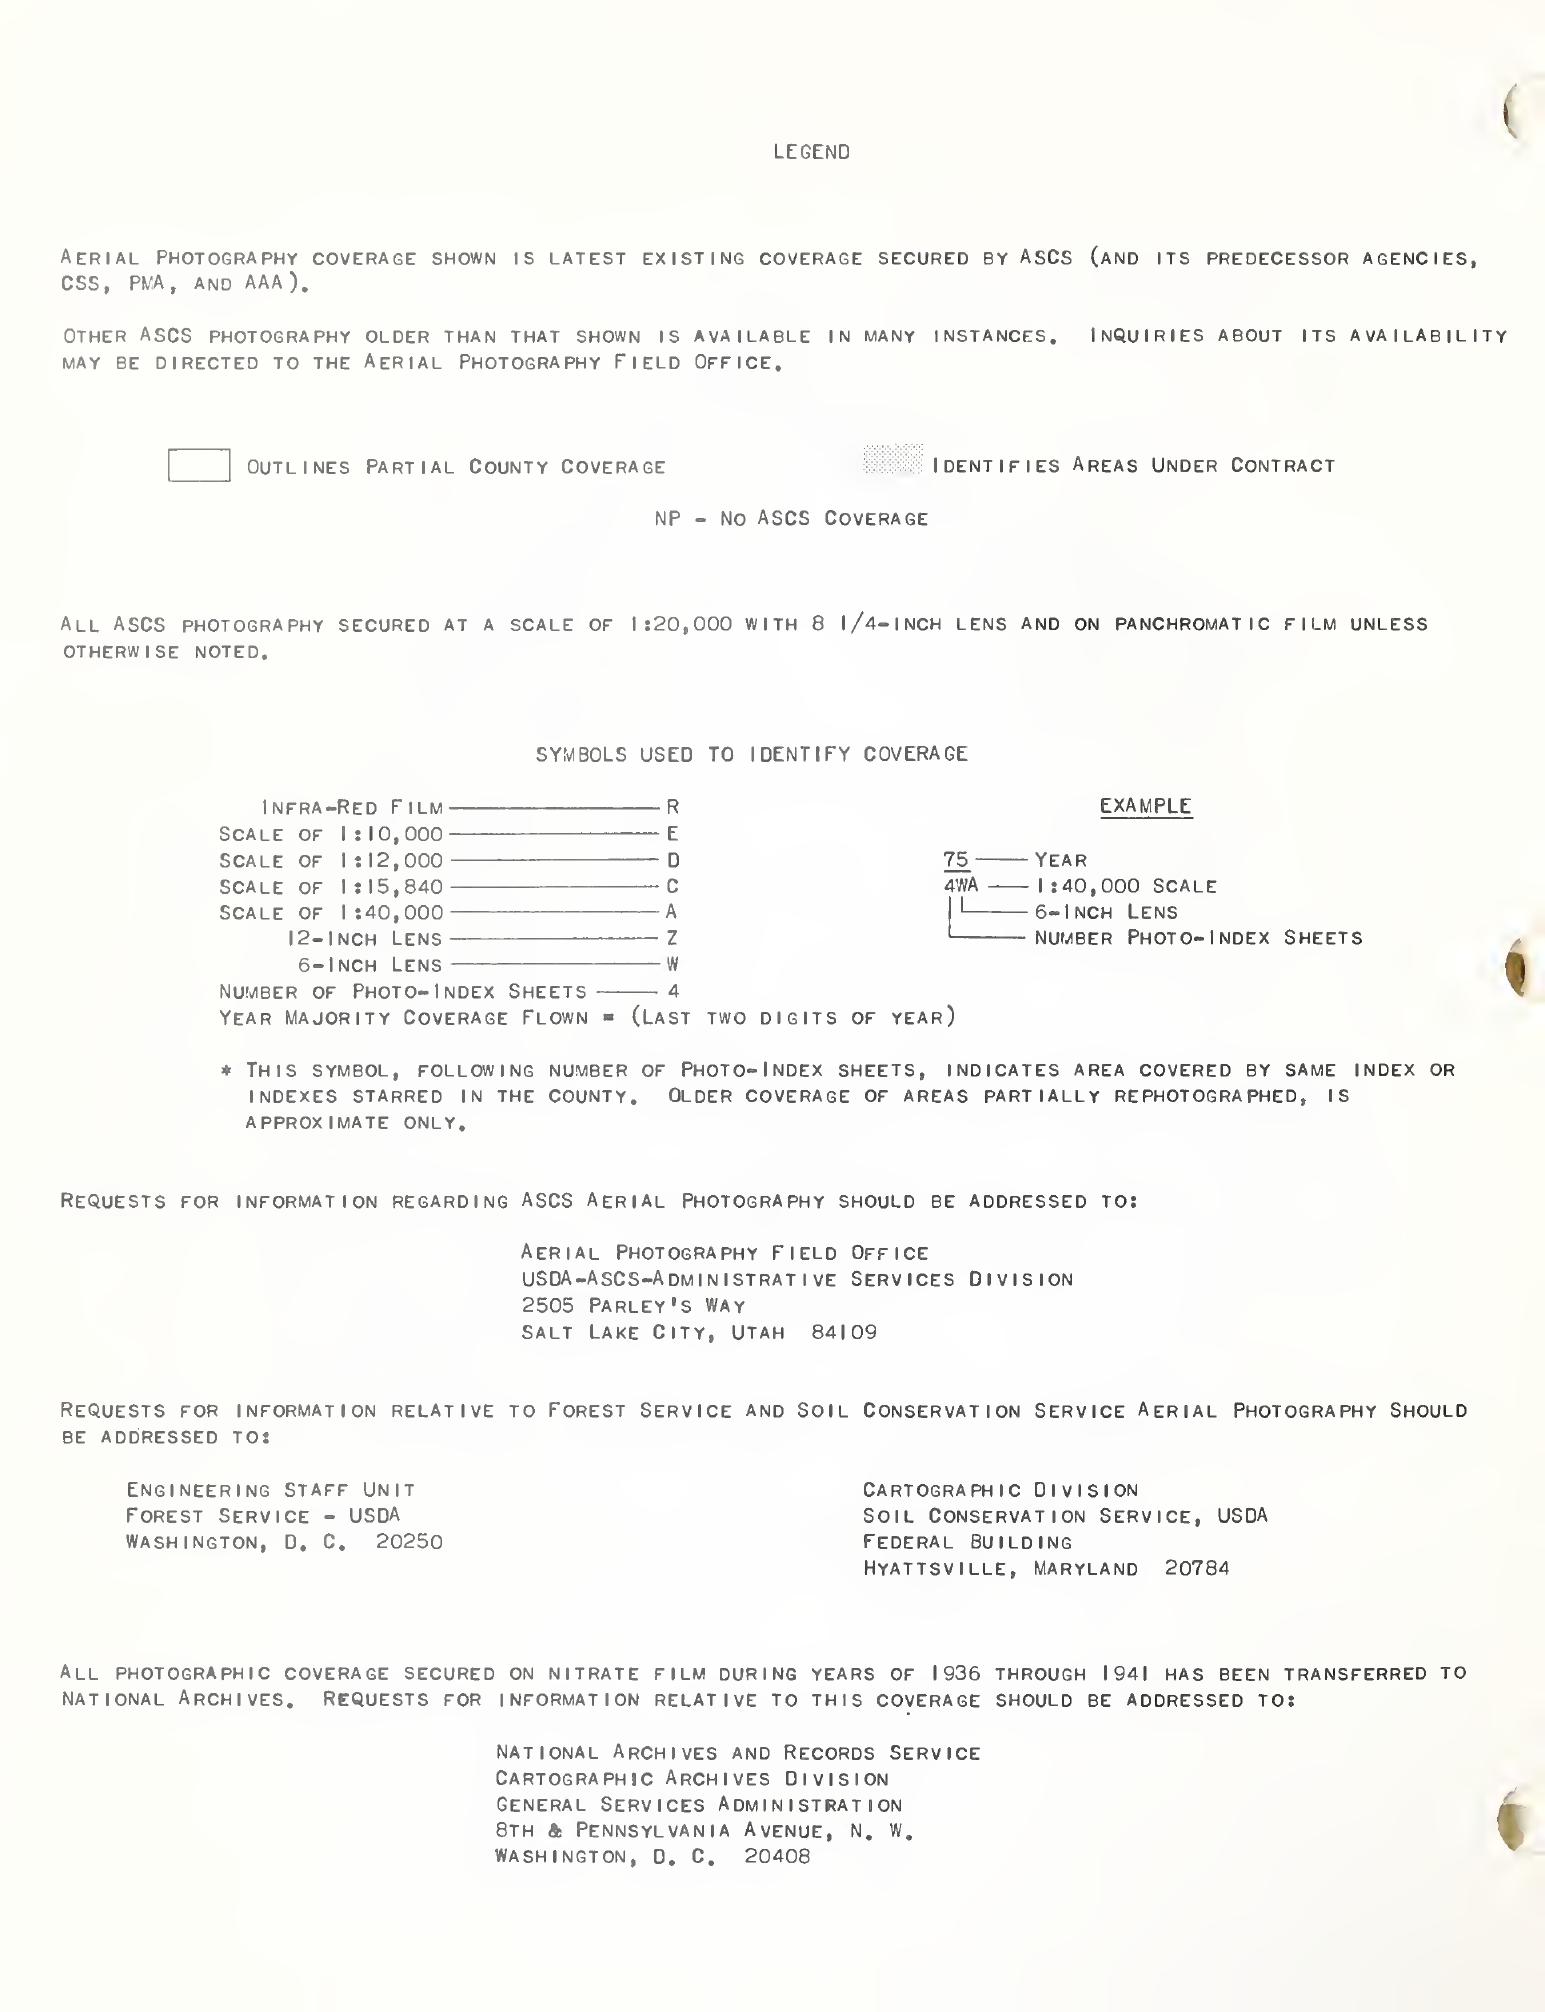 LEGEND
AERIAL PHOTOGRAPHY COVERAGE SHOWN IS LATEST EXISTING COVERAGE SECURED BY ASCS (AND ITS PREDECESSOR AGENCIES,
CSS, PMA, AND AAA).
OTHER ASCS PHOTOGRAPHY OLDER THAN THAT SHOWN IS AVAILABLE IN MANY INSTANCES. INQUIRIES ABOUT ITS AVAILABILITY
MAY BE DIRECTED TO THE AERIAL PHOTOGRAPHY FIELD OFFICE.
OUTLINES PARTIAL COUNTY COVERAGE
IDENTIFIES AREAS UNDER CONTRACT
NP - NO ASCS COVERAGE
ALL ASCS PHOTOGRAPHY SECURED AT A SCALE OF 1:20,000 WITH 8 1/4-INCH LENS AND ON PANCHROMATIC FILM UNLESS
OTHERWISE NOTED.
SYMBOLS USED TO IDENTIFY COVERAGE
INFRA-RED FILM R
SCALE OF 1:10,000 E
SCALE OF 1:12,000 D
SCALE OF 1:15,840 C
SCALE OF 1:40,000 A
12-INCH LENS Z
6-INCH LENS W
NUMBER OF PHOTO-INDEX SHEETS 4
YEAR MAJORITY COVERAGE FLOWN = (LAST TWO DIGITS OF YEAR)
EXAMPLE
75 YEAR
4WA 1:40,000 SCALE
6-INCH LENS
NUMBER PHOTO-INDEX SHEETS
* THIS SYMBOL, FOLLOWING NUMBER OF PHOTO-INDEX SHEETS, INDICATES AREA COVERED BY SAME INDEX OR
INDEXES STARRED IN THE COUNTY. OLDER COVERAGE OF AREAS PARTIALLY REPHOTOGRAPHED, IS
APPROXIMATE ONLY.
REQUESTS FOR INFORMATION REGARDING ASCS AERIAL PHOTOGRAPHY SHOULD BE ADDRESSED TO:
AERIAL PHOTOGRAPHY FIELD OFFICE
USDA-ASCS-ADMINISTRATIVE SERVICES DIVISION
2505 PARLEY'S WAY
SALT LAKE CITY, UTAH 84109
REQUESTS FOR INFORMATION RELATIVE TO FOREST SERVICE AND SOIL CONSERVATION SERVICE AERIAL PHOTOGRAPHY SHOULD
BE ADDRESSED TO:
ENGINEERING STAFF UNIT
FOREST SERVICE - USDA
WASHINGTON, D. C. 20250
CARTOGRAPHIC DIVISION
SOIL CONSERVATION SERVICE, USDA
FEDERAL BUILDING
HYATTSVILLE, MARYLAND 20784
ALL PHOTOGRAPHIC COVERAGE SECURED ON NITRATE FILM DURING YEARS OF 1936 THROUGH 1941 HAS BEEN TRANSFERRED TO
NATIONAL ARCHIVES. REQUESTS FOR INFORMATION RELATIVE TO THIS COVERAGE SHOULD BE ADDRESSED TO:
NATIONAL ARCHIVES AND RECORDS SERVICE
CARTOGRAPHIC ARCHIVES DIVISION
GENERAL SERVICES ADMINISTRATION
8TH & PENNSYLVANIA AVENUE, N. W.
WASHINGTON, D. C. 20408